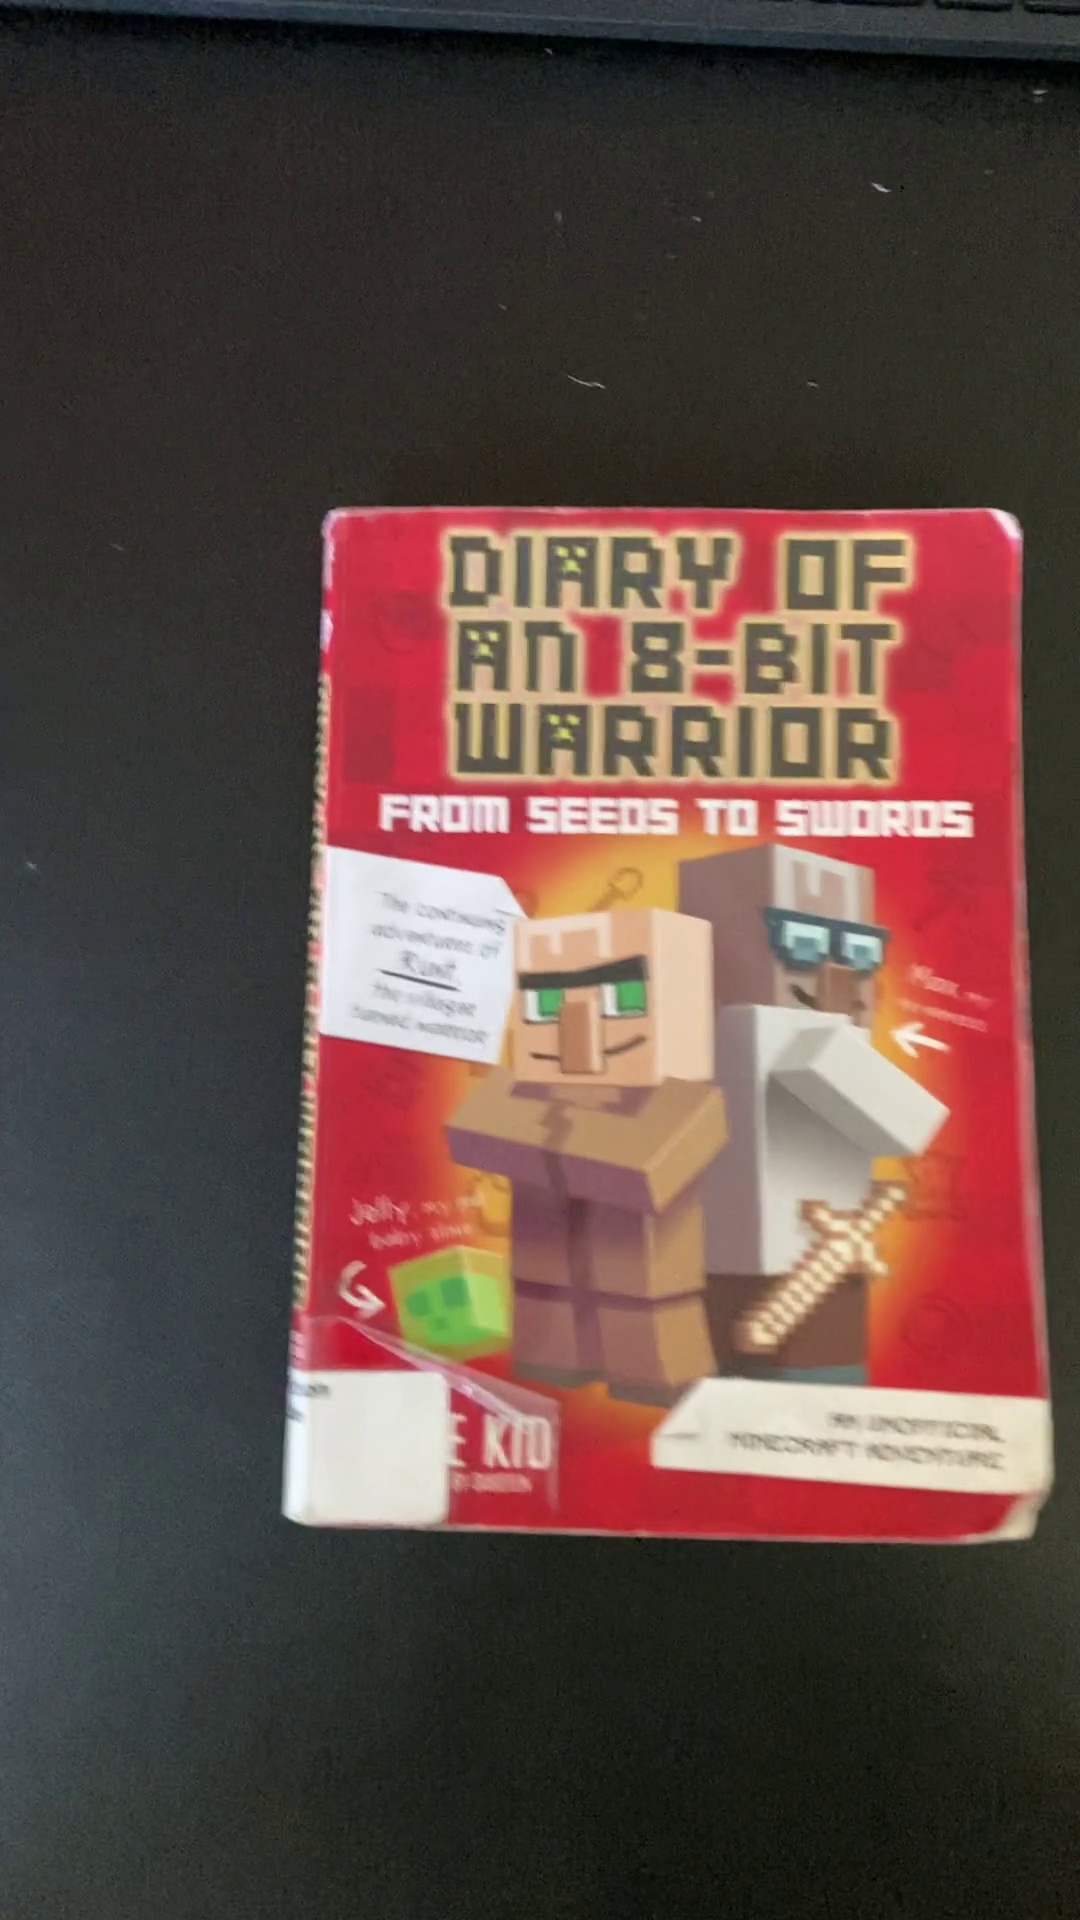 DIARY OF
AN 8-BIT
WARRIOR
FROM SEEDS TO SWORDS
The continuing
adventures of
Runt,
the villager
turned warrior
Max, my
Jelly, my pet
baby slime
E KID
AN UNOFFICIAL
MINECRAFT ADVENTURE